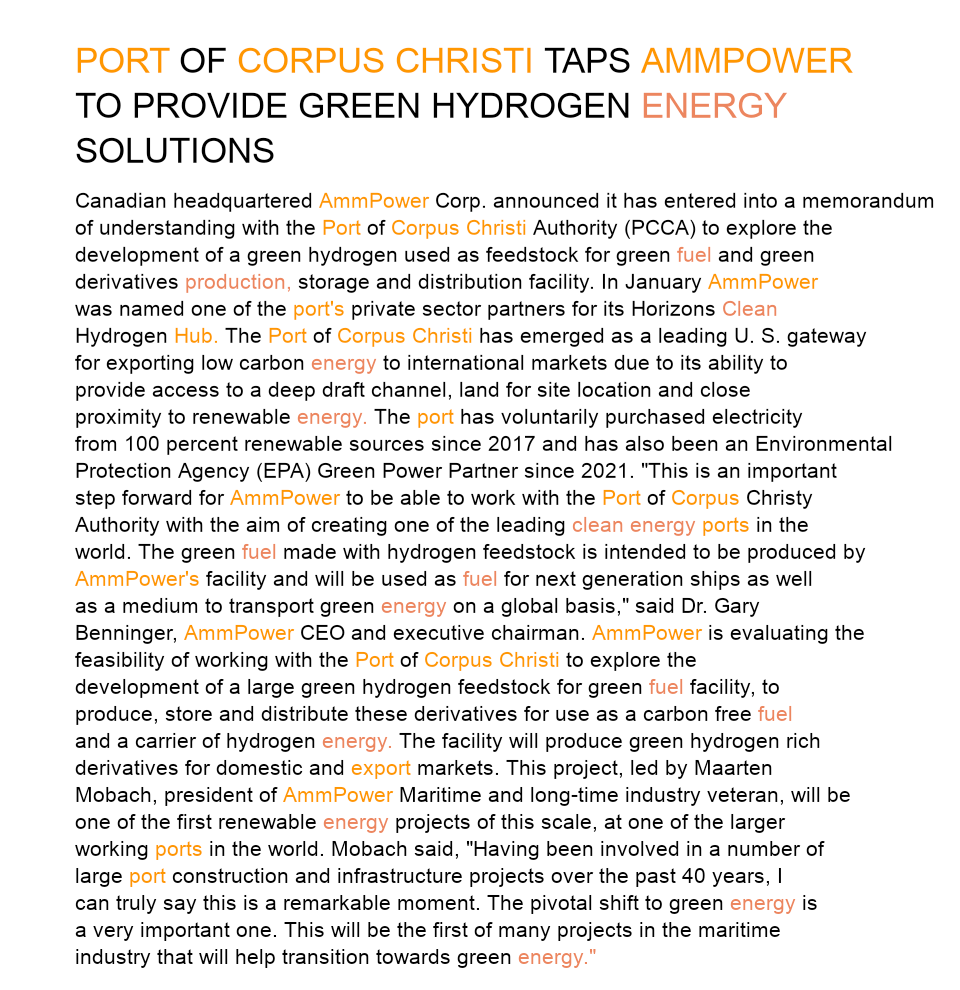 PORT OF CORPUS CHRISTI TAPS AMMPOWER
TO PROVIDE GREEN HYDROGEN ENERGY
SOLUTIONS
Canadian headquartered AmmPower Corp. announced it has entered into a memorandum
of understanding with the Port of Corpus Christi Authority (PCCA) to explore the
development of a green hydrogen used as feedstock for green fuel and green
derivatives production, storage and distribution facility. In January AmmPower
was named one of the port's private sector partners for its Horizons Clean
Hydrogen Hub. The Port of Corpus Christi has emerged as a leading U. S. gateway
for exporting low carbon energy to international markets due to its ability to
provide access to a deep draft channel, land for site location and close
proximity to renewable energy. The port has voluntarily purchased electricity
from 100 percent renewable sources since 2017 and has also been an Environmental
Protection Agency (EPA) Green Power Partner since 2021. "This is an important
step forward for AmmPower to be able to work with the Port of Corpus Christy
Authority with the aim of creating one of the leading clean energy ports in the
world. The green fuel made with hydrogen feedstock is intended to be produced by
AmmPower's facility and will be used as fuel for next generation ships as well
as a medium to transport green energy on a global basis," said Dr. Gary
Benninger, AmmPower CEO and executive chairman. AmmPower is evaluating the
feasibility of working with the Port of Corpus Christi to explore the
development of a large green hydrogen feedstock for green fuel facility, to
produce, store and distribute these derivatives for use as a carbon free fuel
and a carrier of hydrogen energy. The facility will produce green hydrogen rich
derivatives for domestic and export markets. This project, led by Maarten
Mobach, president of AmmPower Maritime and long-time industry veteran, will be
one of the first renewable energy projects of this scale, at one of the larger
working ports in the world. Mobach said, "Having been involved in a number of
large port construction and infrastructure projects over the past 40 years, I
can truly say this is a remarkable moment. The pivotal shift to green energy is
a very important one. This will be the first of many projects in the maritime
industry that will help transition towards green energy."